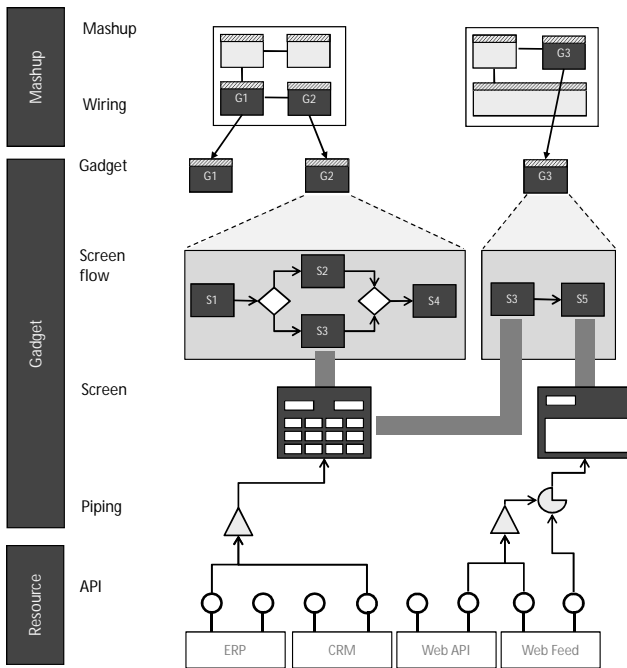 Mashup
Mashup
Wiring
G1
G2
G3
Gadget
Gadget
G1
G2
G3
Screen
flow
S1
S2
S3
S4
S3
S5
Screen
Piping
Resource
API
ERP
CRM
Web API
Web Feed